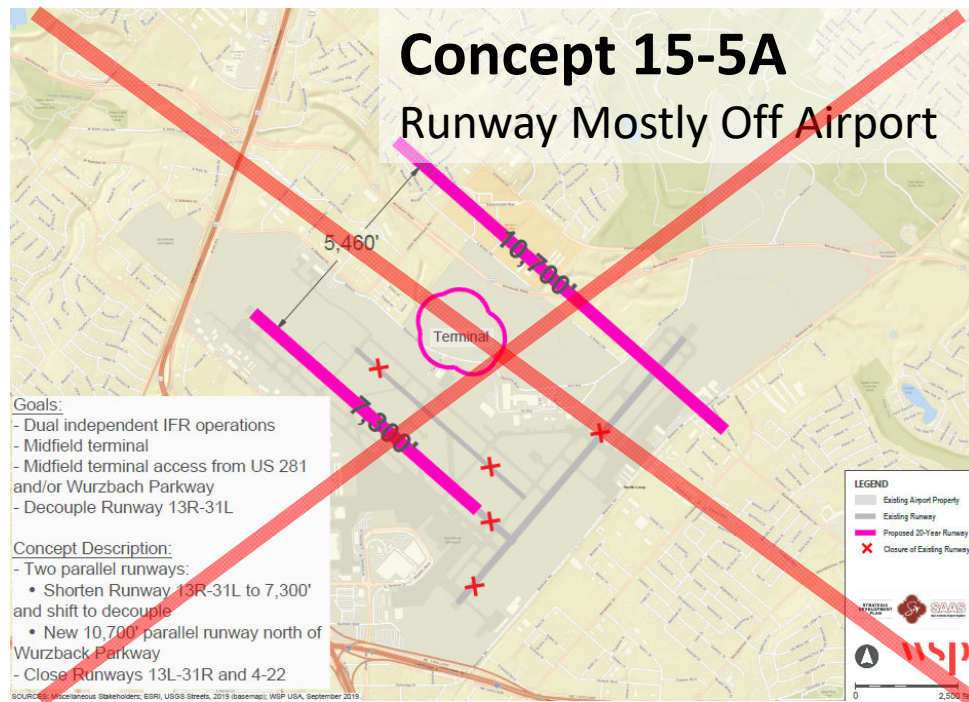 Concept 15-5A
Runway Mostly Off Airport
5,460'
10,700'
Terminal
7,300'
Goals:
- Dual independent IFR operations
- Midfield terminal
- Midfield terminal access from US 281
and/or Wurzbach Parkway
- Decouple Runway 13R-31L
Concept Description:
- Two parallel runways:
• Shorten Runway 13R-31L to 7,300'
and shift to decouple
• New 10,700' parallel runway north of
Wurzback Parkway
- Close Runways 13L-31R and 4-22
SOURCES: Miscellaneous Stakeholders; ESRI, USGS Streets, 2019 (basemap); WSP USA, September 2019.
LEGEND
Existing Airport Property
Existing Runway
Proposed 20-Year Runway
Closure of Existing Runway
STRATEGIC
DEVELOPMENT
PLAN
SAAS
wsp
0 2,500